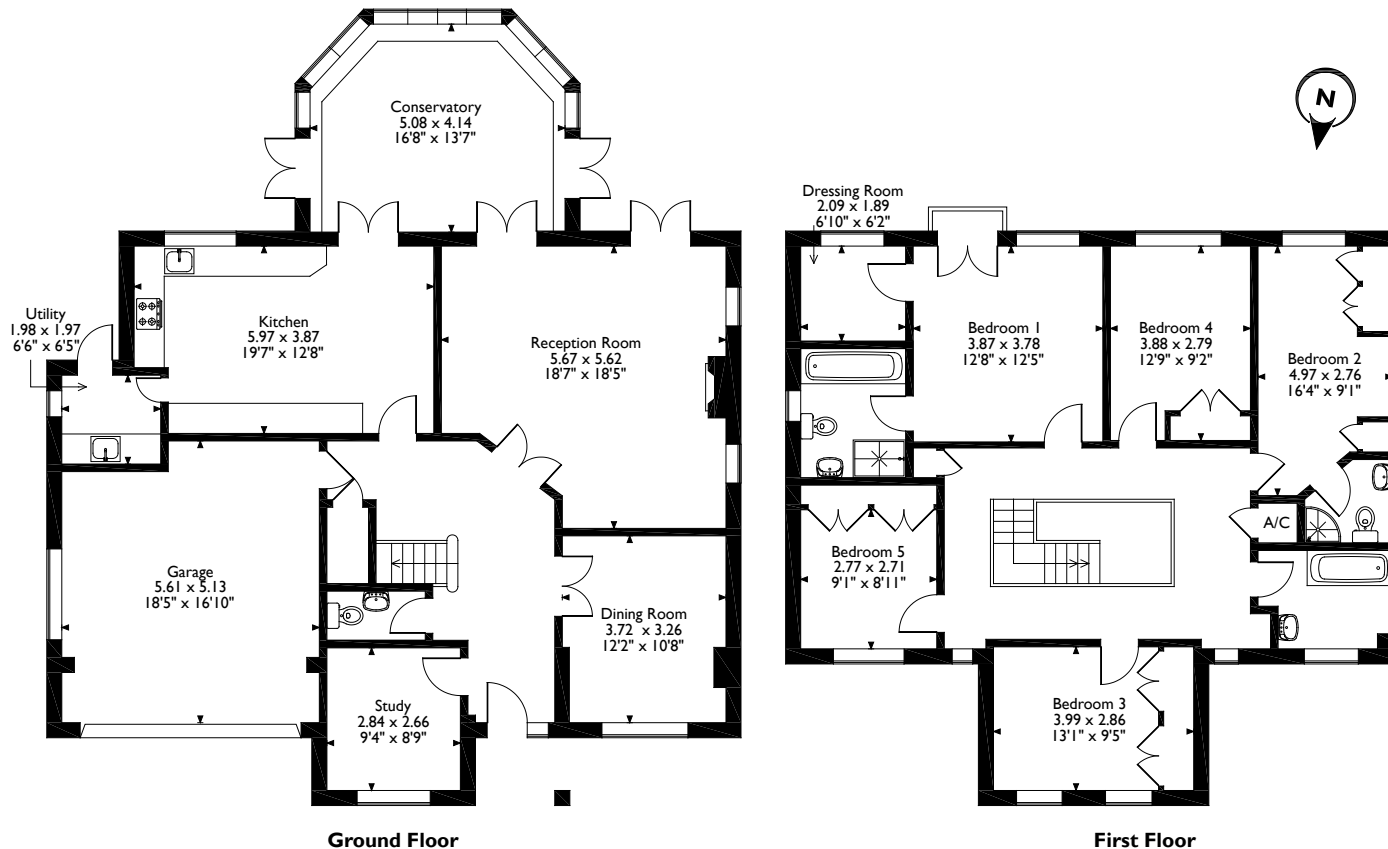 N
Conservatory
5.08 x 4.14
16'8" x 13'7"
Dressing Room
2.09 x 1.89
6'10" x 6'2"
Utility
1.98 x 1.97
6'6" x 6'5"
Kitchen
5.97 x 3.87
19'7" x 12'8"
Reception Room
5.67 x 5.62
18'7" x 18'5"
Bedroom 1
3.87 x 3.78
12'8" x 12'5"
Bedroom 4
3.88 x 2.79
12'9" x 9'2"
Bedroom 2
4.97 x 2.76
16'4" x 9'1"
A/C
Garage
5.61 x 5.13
18'5" x 16'10"
Bedroom 5
2.77 x 2.71
9'1" x 8'11"
Dining Room
3.72 x 3.26
12'2" x 10'8"
Study
2.84 x 2.66
9'4" x 8'9"
Bedroom 3
3.99 x 2.86
13'1" x 9'5"
Ground Floor
First Floor